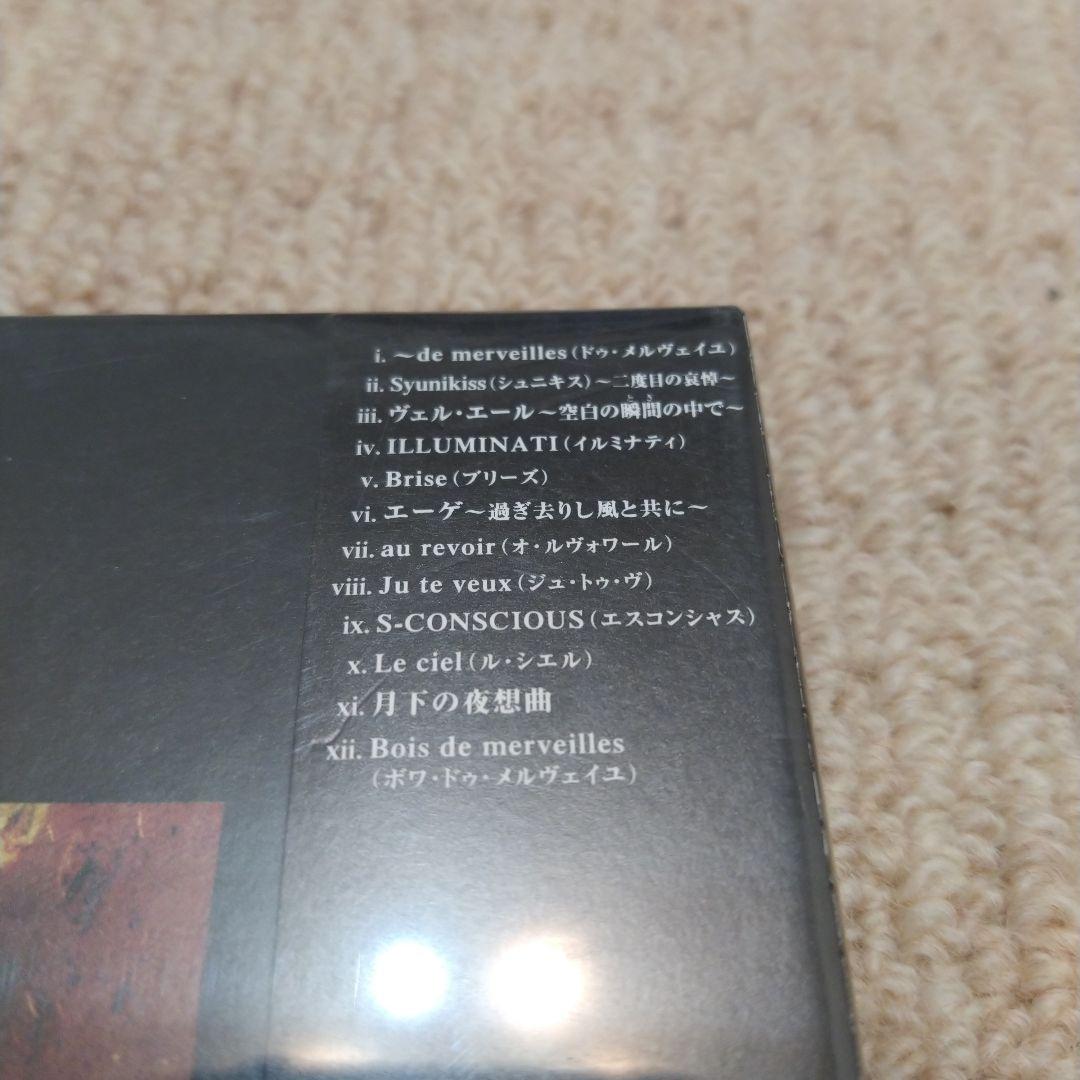 i. ～de merveilles(ドゥ・メルヴェイユ)
ii. Syunikiss(シュニキス)～二度目の哀悼～
とき
iii. ヴェル・エール～空白の瞬間の中で～
iv. ILLUMINATI(イルミナティ)
v. Brise(ブリーズ)
vi. エーゲ～過ぎ去りし風と共に～
vii. au revoir(オ・ルヴォワール)
viii. Ju te veux(ジュ・トゥ・ヴ)
ix. S-CONSCIOUS(エスコンシャス)
x. Le ciel(ル・シエル)
xi. 月下の夜想曲
xii. Bois de merveilles
(ボワ・ドゥ・メルヴェイユ)